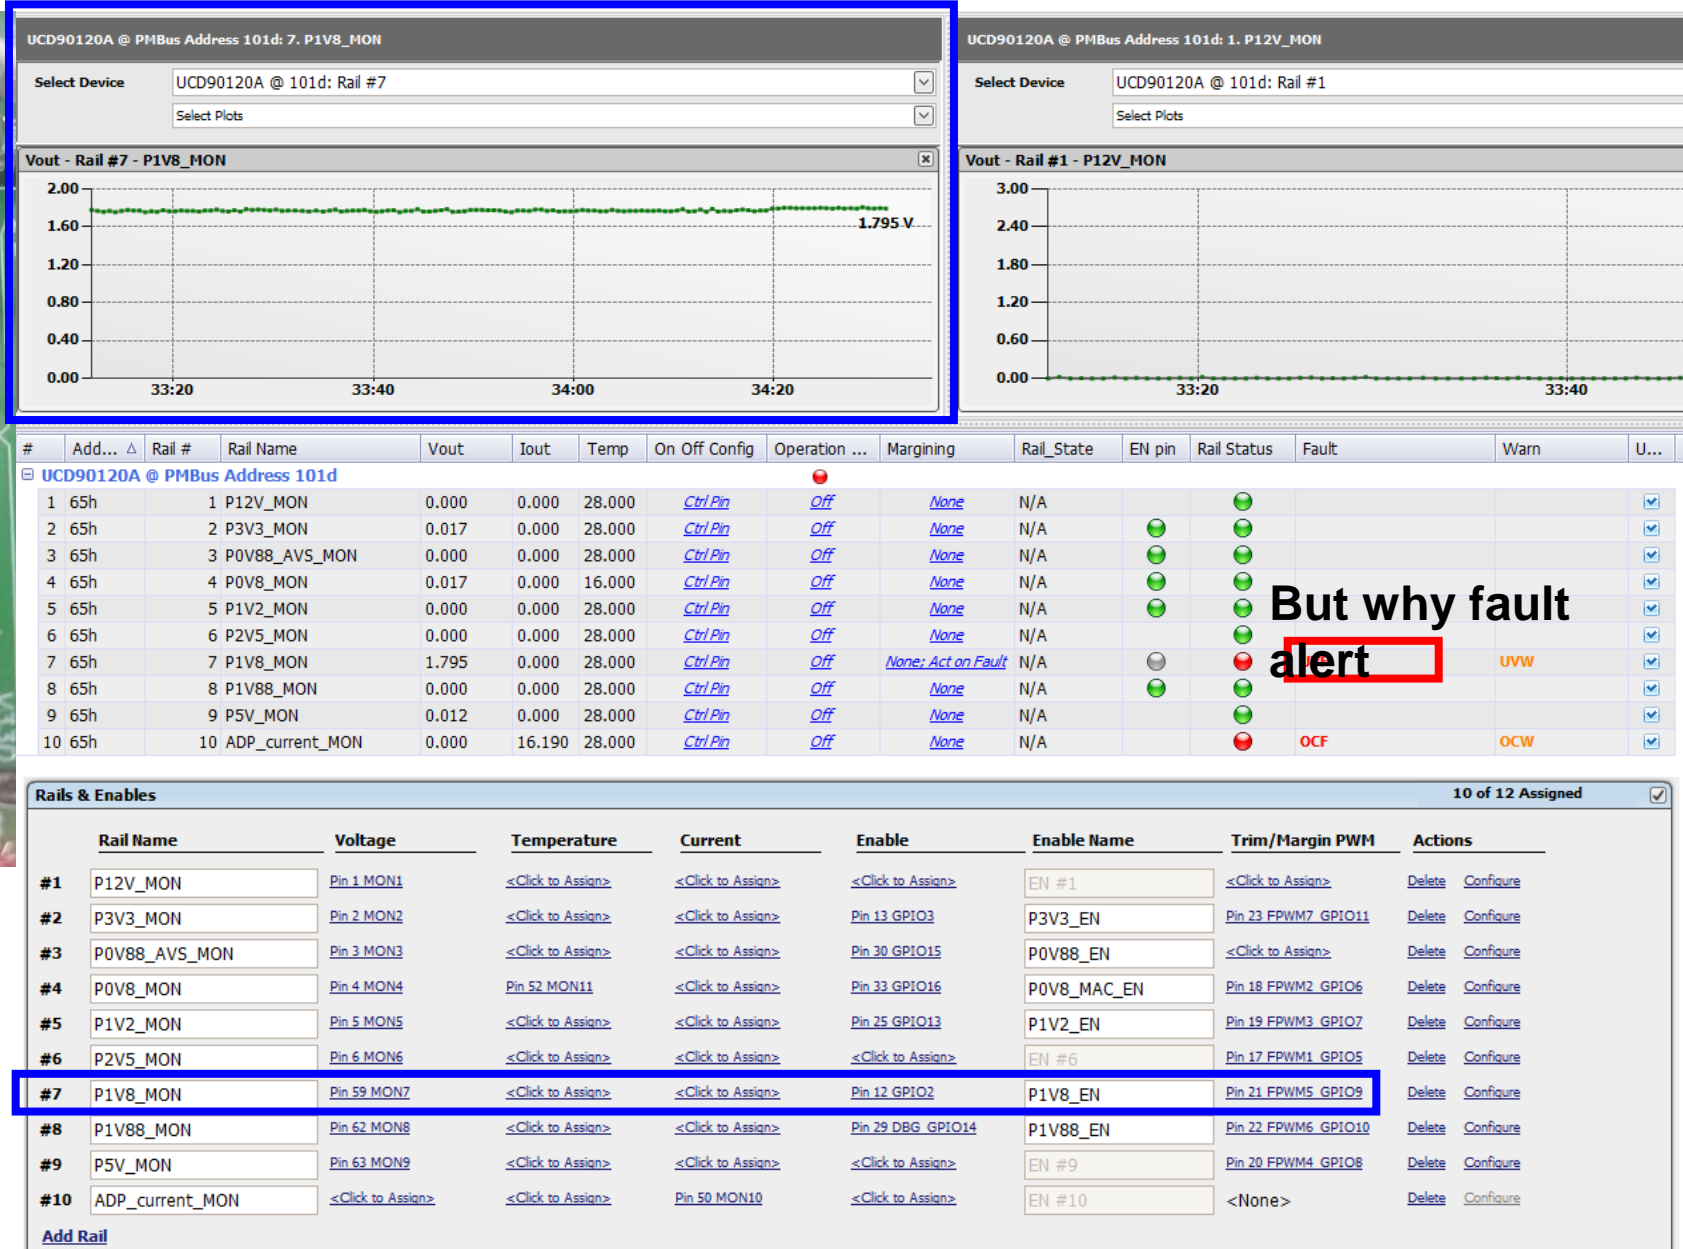 UCD90120A @ PMBus Address 101d: 7. P1V8_MON
Select Device UCD90120A @ 101d: Rail #7
Select Plots
Vout - Rail #7 - P1V8_MON
2.00
1.60
1.20
0.80
0.40
0.00
1.795 V
33:20 33:40 34:00 34:20
UCD90120A @ PMBus Address 101d: 1. P12V_MON
Select Device UCD90120A @ 101d: Rail #1
Select Plots
Vout - Rail #1 - P12V_MON
3.00
2.40
1.80
1.20
0.60
0.00
33:20 33:40
# Add... Rail # Rail Name Vout Iout Temp On Off Config Operation ... Margining Rail_State EN pin Rail Status Fault Warn U...
UCD90120A @ PMBus Address 101d
1 65h 1 P12V_MON 0.000 0.000 28.000 Ctrl Pin Off None N/A
2 65h 2 P3V3_MON 0.017 0.000 28.000 Ctrl Pin Off None N/A
3 65h 3 P0V88_AVS_MON 0.000 0.000 28.000 Ctrl Pin Off None N/A
4 65h 4 P0V8_MON 0.017 0.000 16.000 Ctrl Pin Off None N/A
5 65h 5 P1V2_MON 0.000 0.000 28.000 Ctrl Pin Off None N/A
6 65h 6 P2V5_MON 0.000 0.000 28.000 Ctrl Pin Off None N/A
7 65h 7 P1V8_MON 1.795 0.000 28.000 Ctrl Pin Off None; Act on Fault N/A UVW
8 65h 8 P1V88_MON 0.000 0.000 28.000 Ctrl Pin Off None N/A
9 65h 9 P5V_MON 0.012 0.000 28.000 Ctrl Pin Off None N/A
10 65h 10 ADP_current_MON 0.000 16.190 28.000 Ctrl Pin Off None N/A OCF OCW
But why fault
alert
Rails & Enables 10 of 12 Assigned
Rail Name Voltage Temperature Current Enable Enable Name Trim/Margin PWM Actions
#1 P12V_MON Pin 1 MON1 <Click to Assign> <Click to Assign> <Click to Assign> EN #1 <Click to Assign> Delete Configure
#2 P3V3_MON Pin 2 MON2 <Click to Assign> <Click to Assign> Pin 13 GPIO3 P3V3_EN Pin 23 FPWM7_GPIO11 Delete Configure
#3 P0V88_AVS_MON Pin 3 MON3 <Click to Assign> <Click to Assign> Pin 30 GPIO15 P0V88_EN <Click to Assign> Delete Configure
#4 P0V8_MON Pin 4 MON4 Pin 52 MON11 <Click to Assign> Pin 33 GPIO16 P0V8_MAC_EN Pin 18 FPWM2_GPIO6 Delete Configure
#5 P1V2_MON Pin 5 MON5 <Click to Assign> <Click to Assign> Pin 25 GPIO13 P1V2_EN Pin 19 FPWM3_GPIO7 Delete Configure
#6 P2V5_MON Pin 6 MON6 <Click to Assign> <Click to Assign> <Click to Assign> EN #6 Pin 17 FPWM1_GPIO5 Delete Configure
#7 P1V8_MON Pin 59 MON7 <Click to Assign> <Click to Assign> Pin 12 GPIO2 P1V8_EN Pin 21 FPWM5_GPIO9 Delete Configure
#8 P1V88_MON Pin 62 MON8 <Click to Assign> <Click to Assign> Pin 29 DBG_GPIO14 P1V88_EN Pin 22 FPWM6_GPIO10 Delete Configure
#9 P5V_MON Pin 63 MON9 <Click to Assign> <Click to Assign> <Click to Assign> EN #9 Pin 20 FPWM4_GPIO8 Delete Configure
#10 ADP_current_MON <Click to Assign> <Click to Assign> Pin 50 MON10 <Click to Assign> EN #10 <None> Delete Configure
Add Rail